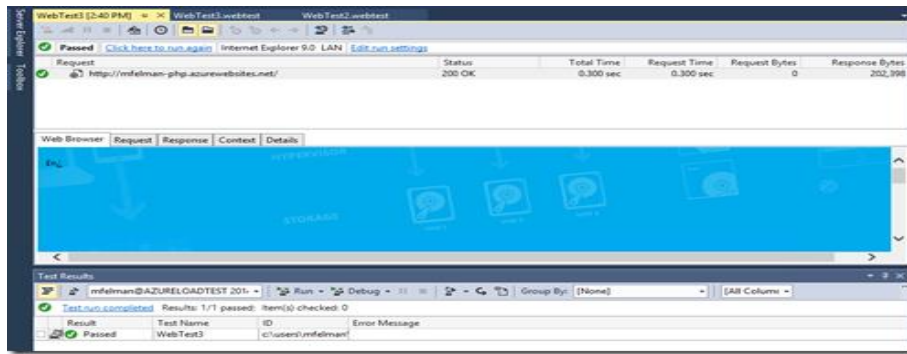 Server Explorer
Toolbox
WebTest3 [2:40 PM] WebTest3.webtest WebTest2.webtest
Passed Click here to run again Internet Explorer 9.0 LAN Edit run settings
Request Status Total Time Request Time Request Bytes Response Bytes
http://mfelman-php.azurewebsites.net/ 200 OK 0.300 sec 0.300 sec 0 202,398
Web Browser Request Response Context Details
HYPERVISOR
STORAGE
Test Results
mfelman@AZURELOADTEST 201 Run Debug Group By: [None] [All Column
Test run completed Results: 1/1 passed; Item(s) checked: 0
Result Test Name ID Error Message
Passed WebTest3 c:\users\mfelman\